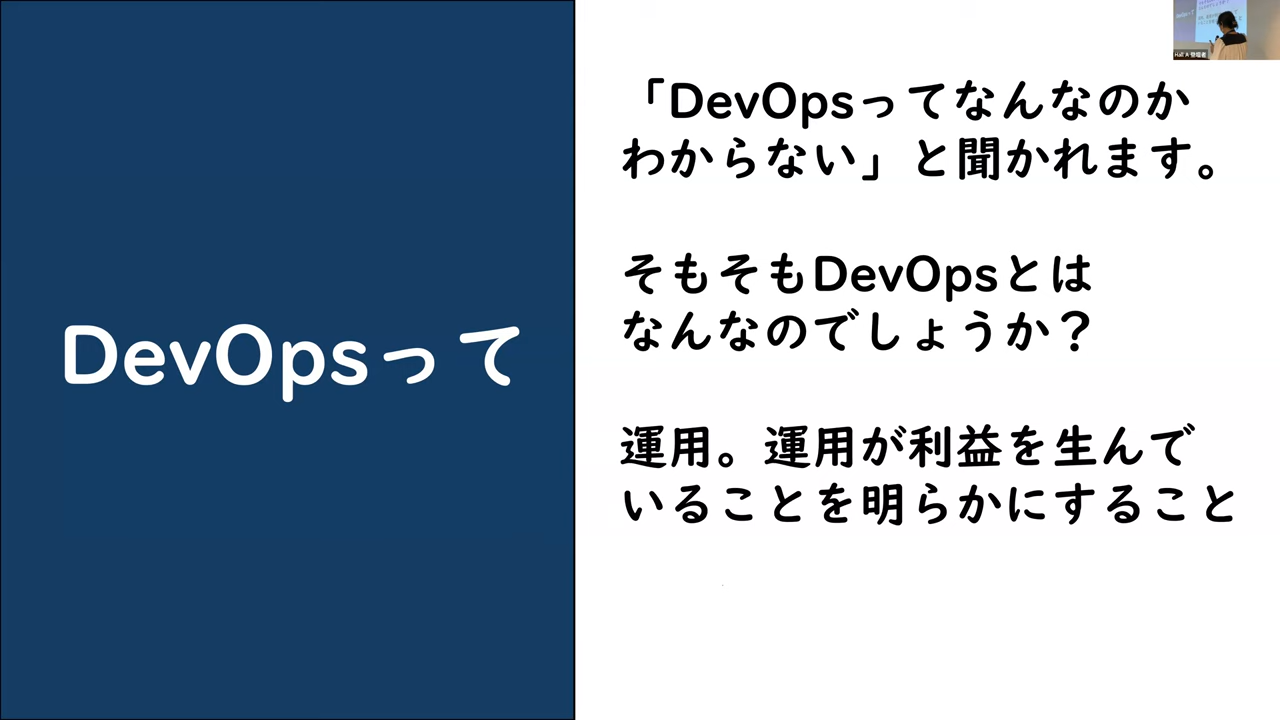 DevOpsって
「DevOpsってなんなのか
わからない」と聞かれます。
そもそもDevOpsとは
なんなのでしょうか？
運用。運用が利益を生んで
いることを明らかにすること
Hall A 登壇者